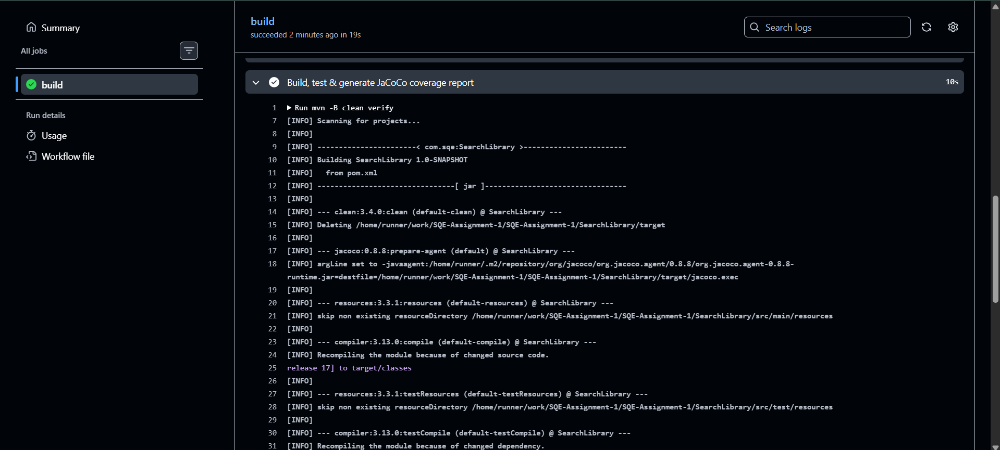 Summary
All jobs
build
Run details
Usage
Workflow file
build
succeeded 2 minutes ago in 19s
Search logs
Build, test & generate JaCoCo coverage report 10s
1 Run mvn -B clean verify
7 [INFO] Scanning for projects...
8 [INFO]
9 [INFO] -----------------------< com.sqe:SearchLibrary >------------------------
10 [INFO] Building SearchLibrary 1.0-SNAPSHOT
11 [INFO]   from pom.xml
12 [INFO] --------------------------------[ jar ]---------------------------------
13 [INFO]
14 [INFO] --- clean:3.4.0:clean (default-clean) @ SearchLibrary ---
15 [INFO] Deleting /home/runner/work/SQE-Assignment-1/SQE-Assignment-1/SearchLibrary/target
16 [INFO]
17 [INFO] --- jacoco:0.8.8:prepare-agent (default) @ SearchLibrary ---
18 [INFO] argLine set to -javaagent:/home/runner/.m2/repository/org/jacoco/org.jacoco.agent/0.8.8/org.jacoco.agent-0.8.8-
runtime.jar=destfile=/home/runner/work/SQE-Assignment-1/SQE-Assignment-1/SearchLibrary/target/jacoco.exec
19 [INFO]
20 [INFO] --- resources:3.3.1:resources (default-resources) @ SearchLibrary ---
21 [INFO] skip non existing resourceDirectory /home/runner/work/SQE-Assignment-1/SQE-Assignment-1/SearchLibrary/src/main/resources
22 [INFO]
23 [INFO] --- compiler:3.13.0:compile (default-compile) @ SearchLibrary ---
24 [INFO] Recompiling the module because of changed source code.
25 release 17] to target/classes
26 [INFO]
27 [INFO] --- resources:3.3.1:testResources (default-testResources) @ SearchLibrary ---
28 [INFO] skip non existing resourceDirectory /home/runner/work/SQE-Assignment-1/SQE-Assignment-1/SearchLibrary/src/test/resources
29 [INFO]
30 [INFO] --- compiler:3.13.0:testCompile (default-testCompile) @ SearchLibrary ---
31 [INFO] Recompiling the module because of changed dependency.